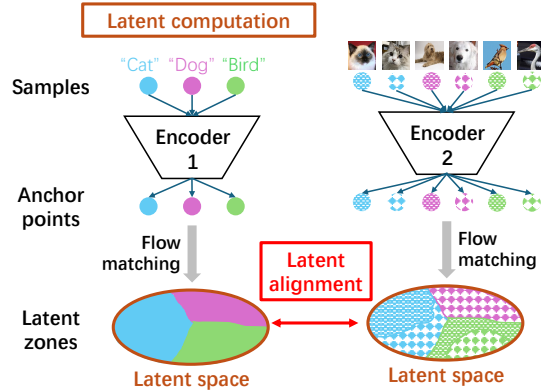 Latent computation
Samples
“Cat” “Dog” “Bird”
Encoder
1
Encoder
2
Anchor
points
Flow
matching
Flow
matching
Latent
alignment
Latent
zones
Latent space
Latent space